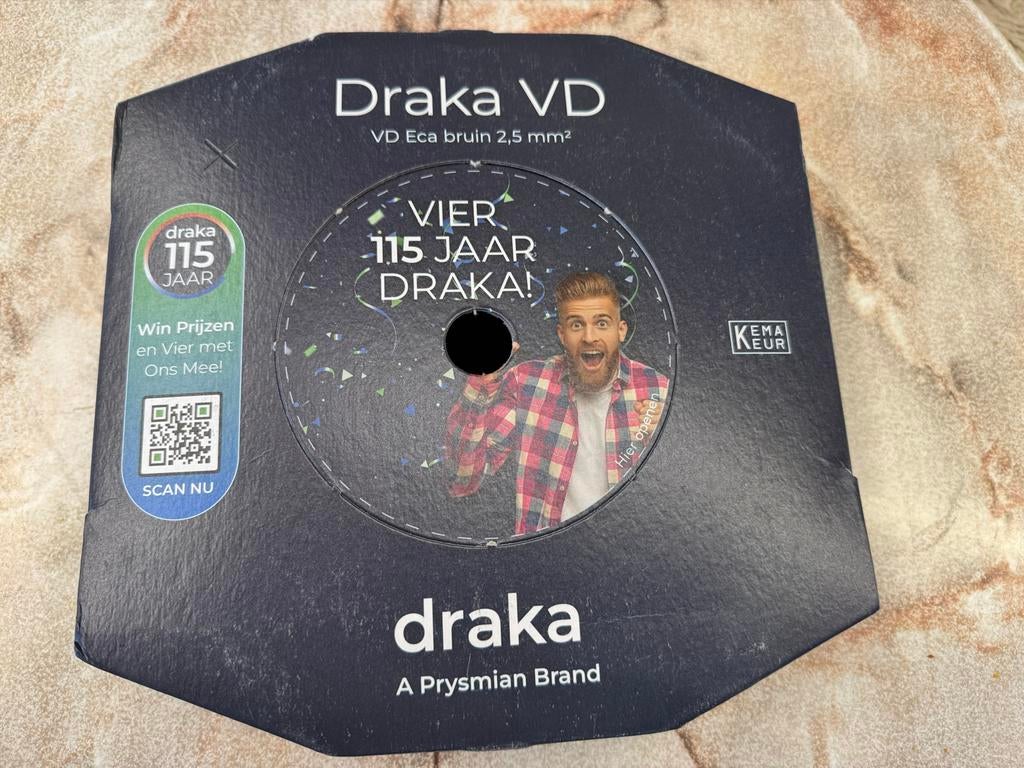 Draka VD
VD Eca bruin 2,5 mm²
VIER
115 JAAR
DRAKA!
draka
115
JAAR
Win Prijzen
en Vier met
Ons Mee!
SCAN NU
KEMA
KEUR
Hier openen
draka
A Prysmian Brand